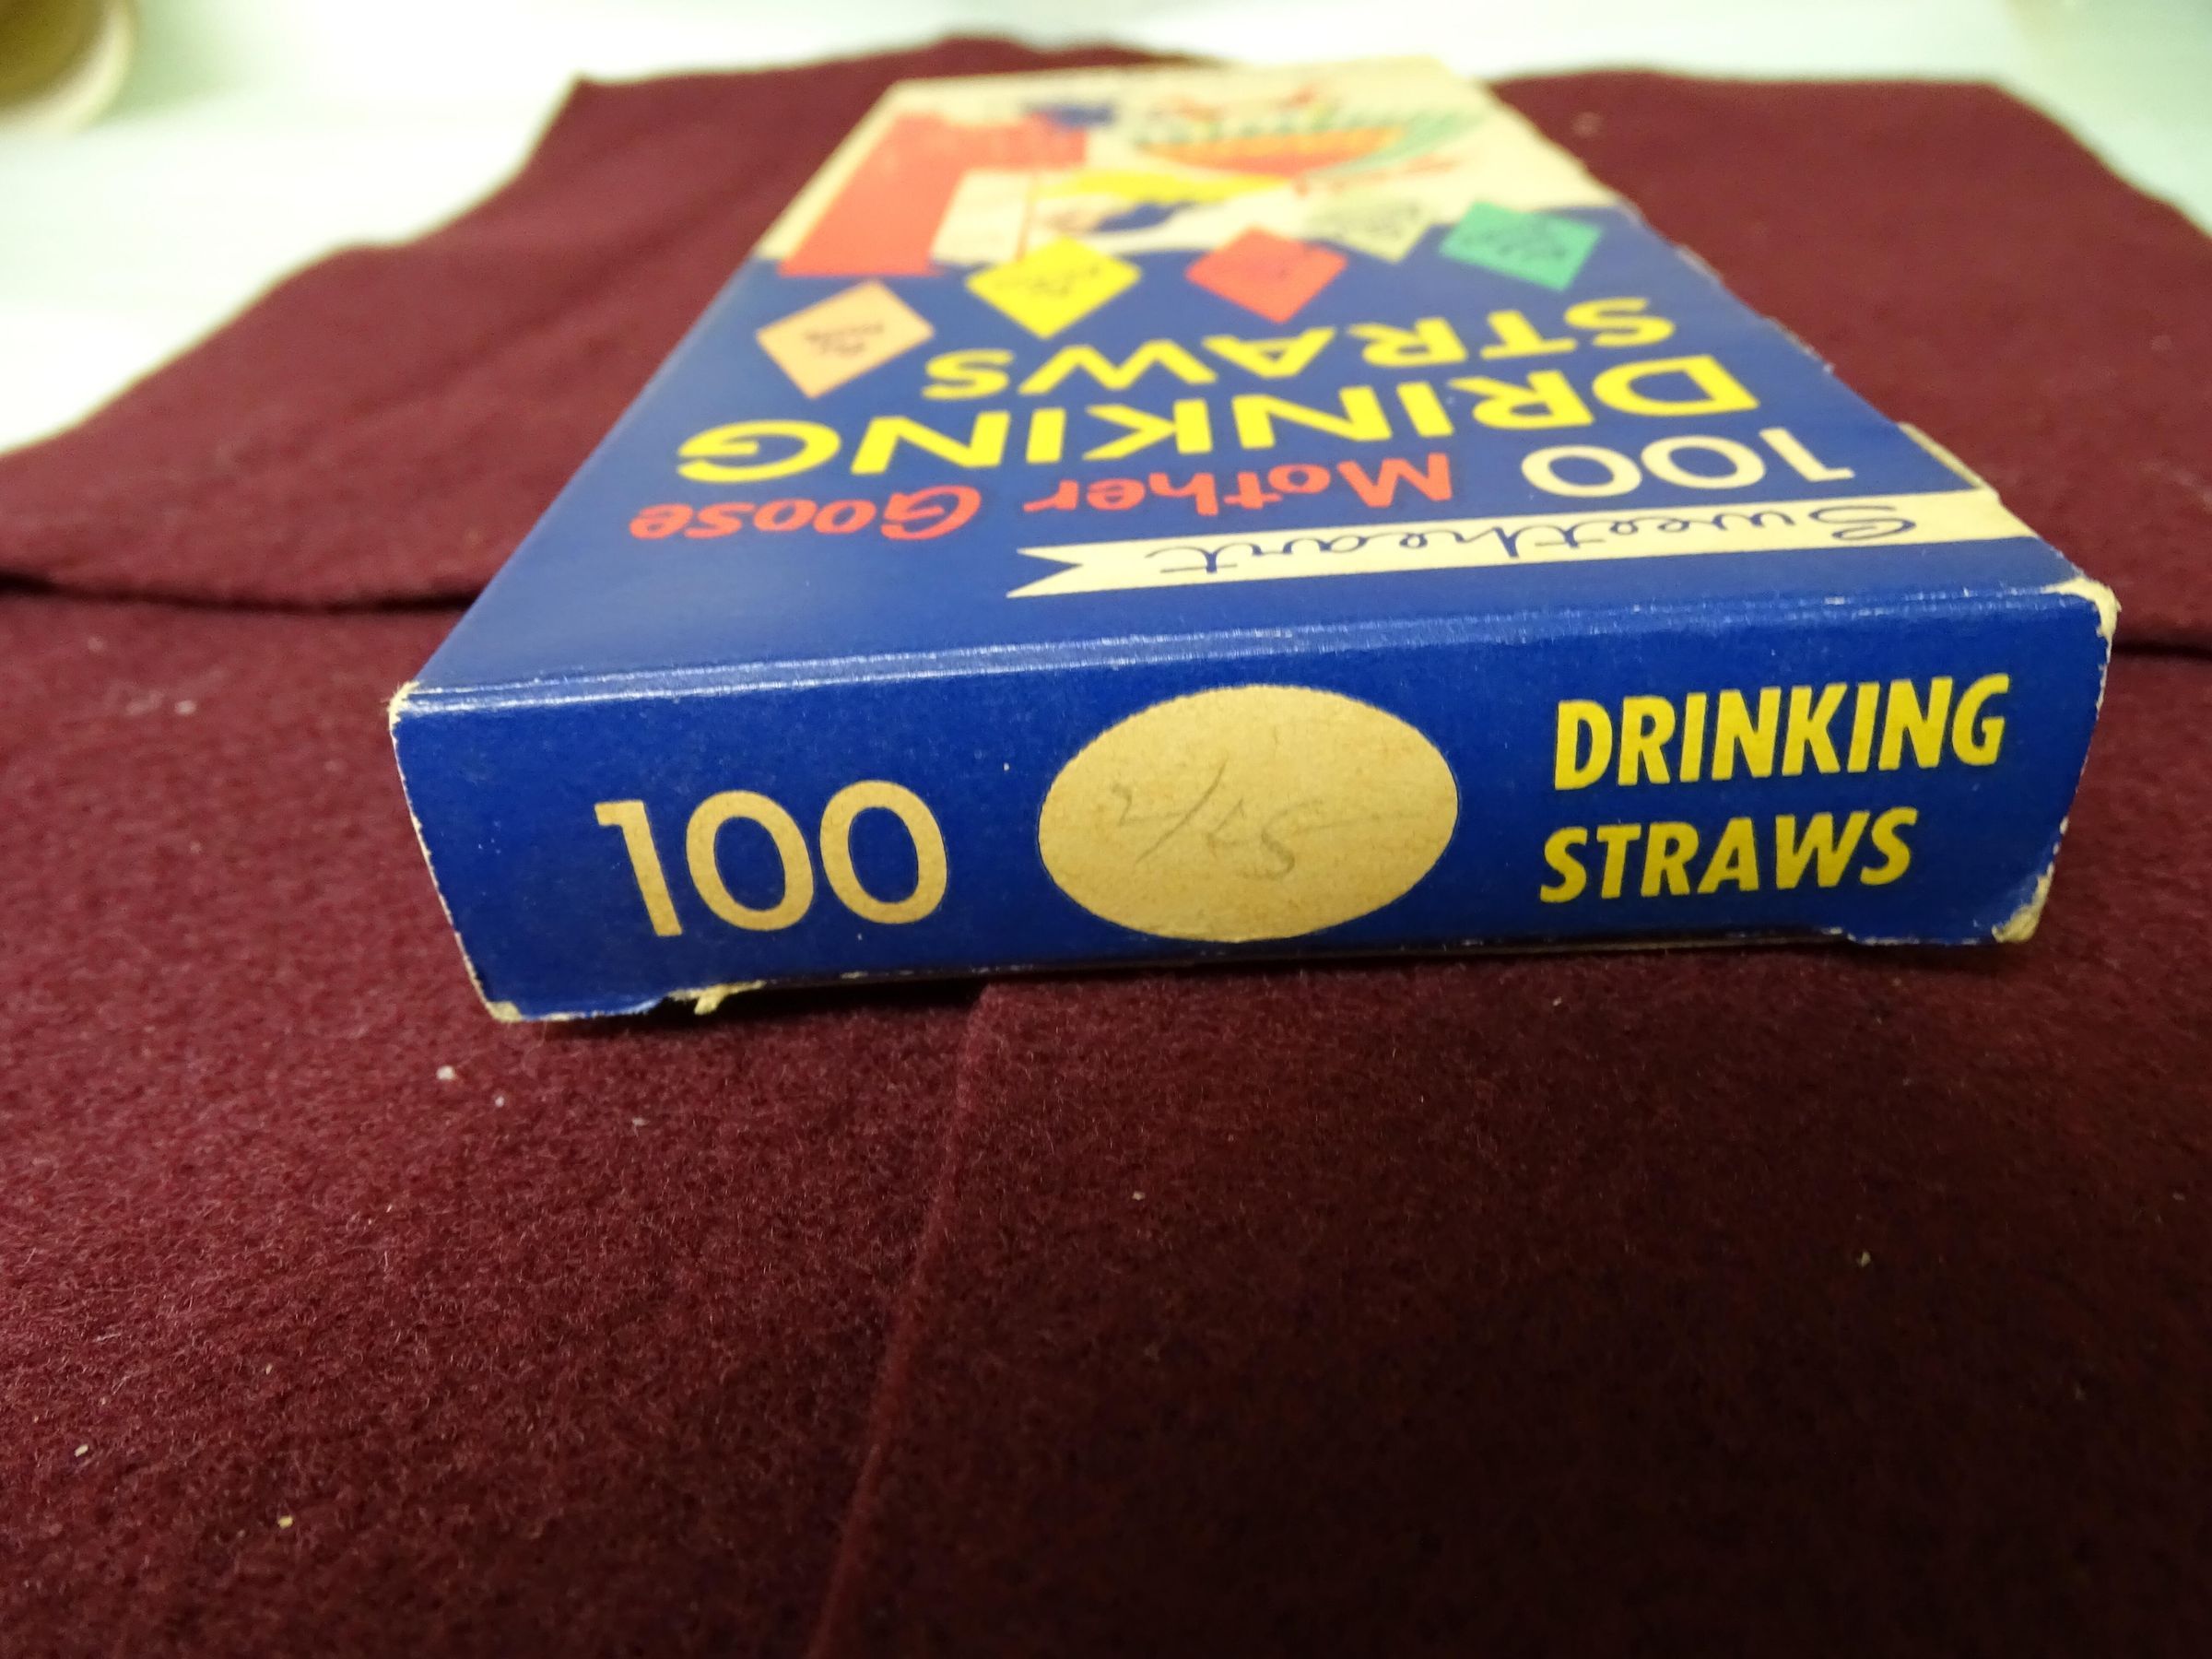 Sweetheart
100 Mother Goose
DRINKING
STRAWS
100
DRINKING
STRAWS